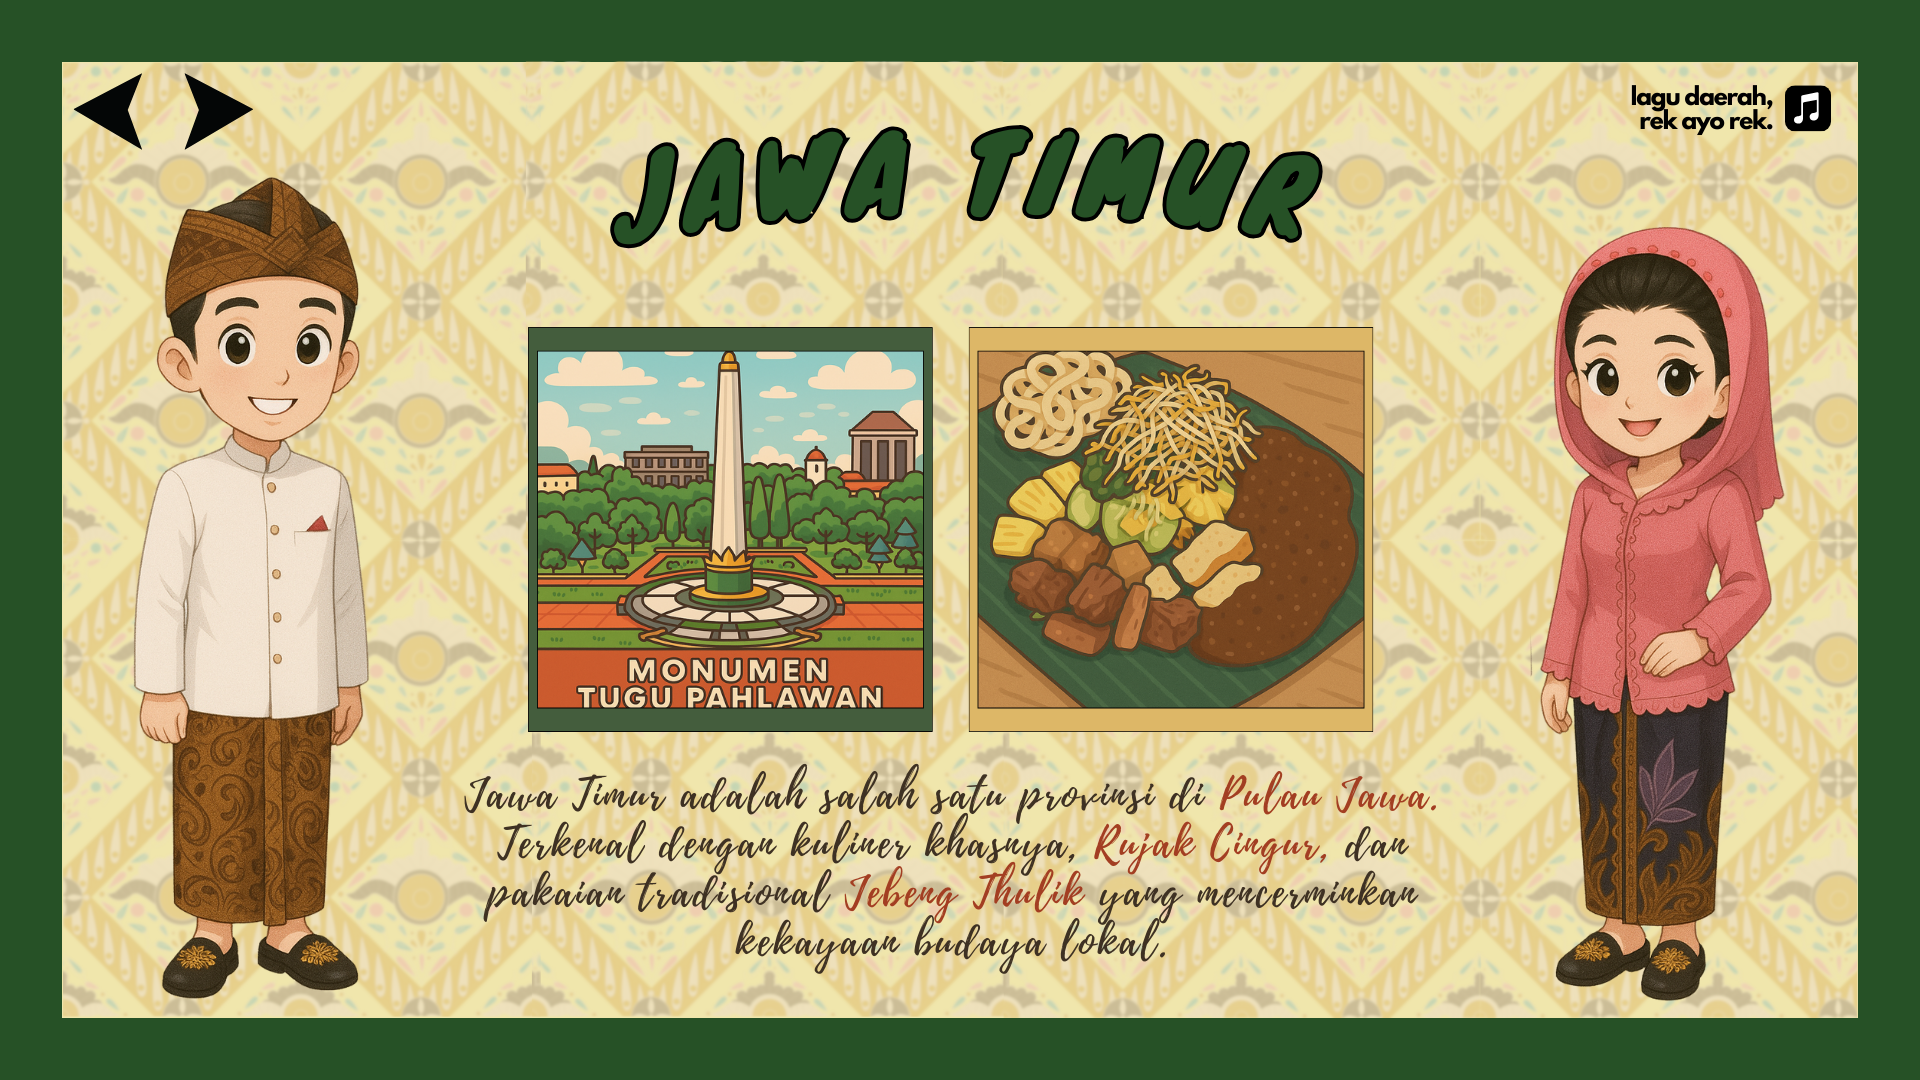 lagu daerah,
rek ayo rek.
JAWA TIMUR
MONUMEN
TUGU PAHLAWAN
Jawa Timur adalah salah satu provinsi di Pulau Jawa.
Terkenal dengan kuliner khasnya, Rujak Cingur, dan
pakaian tradisional Jebeng Thulik yang mencerminkan
kekayaan budaya lokal.